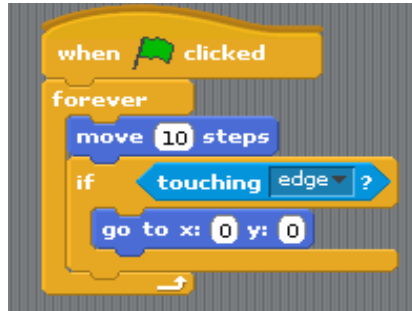 when clicked
forever
move 10 steps
if touching edge ?
go to x: 0 y: 0